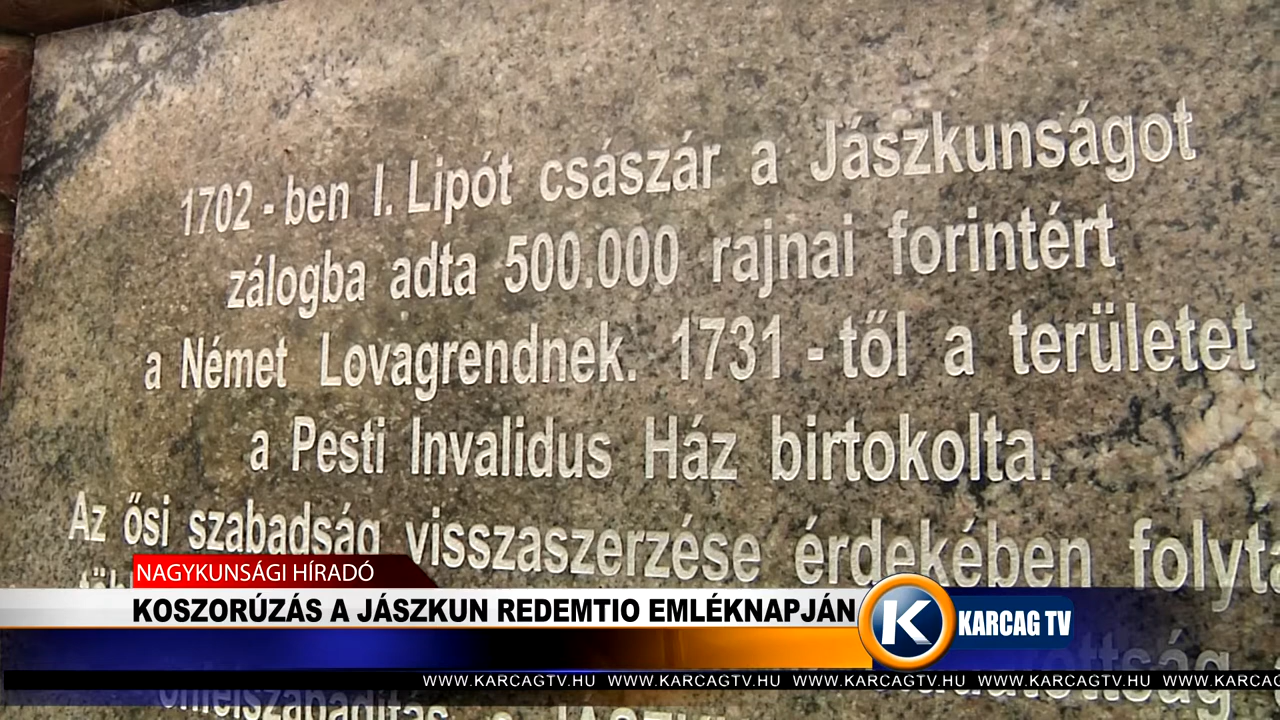 1702 - ben I. Lipót császár a Jászkunságot
zálogba adta 500.000 rajnai forintért
a Német Lovagrendnek. 1731 - től a területet
a Pesti Invalidus Ház birtokolta.
Az ősi szabadság visszaszerzése érdekében
NAGYKUNSÁGI HÍRADÓ
KOSZORÚZÁS A JÁSZKUN REDEMTIO EMLÉKNAPJÁN
K KARCAG TV
WWW.KARCAGTV.HU WWW.KARCAGTV.HU WWW.KARCAGTV.HU WWW.KARCAGTV.HU